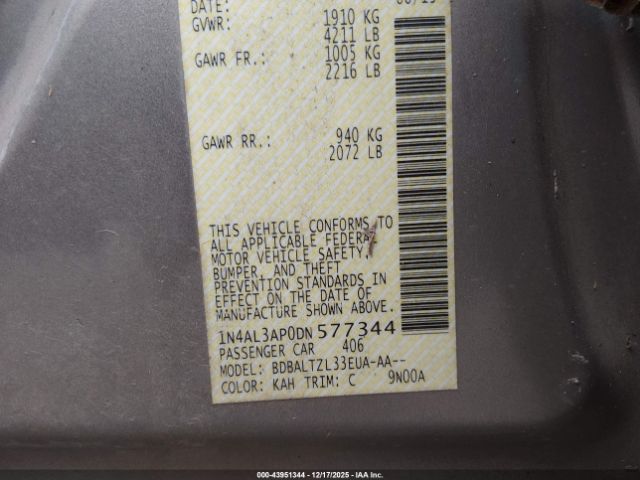 DATE:
GVWR: 1910 KG
4211 LB
GAWR FR.: 1005 KG
2216 LB
GAWR RR.: 940 KG
2072 LB
THIS VEHICLE CONFORMS TO
ALL APPLICABLE FEDERAL
MOTOR VEHICLE SAFETY,
BUMPER, AND THEFT
PREVENTION STANDARDS IN
EFFECT ON THE DATE OF
MANUFACTURE SHOWN ABOVE.
1N4AL3AP0DN577344
PASSENGER CAR 406
MODEL: BDBALTZL33EUA-AA--
COLOR: KAH TRIM: C 9N00A
000-43951344 | 12/17/2025 - IAA Inc.